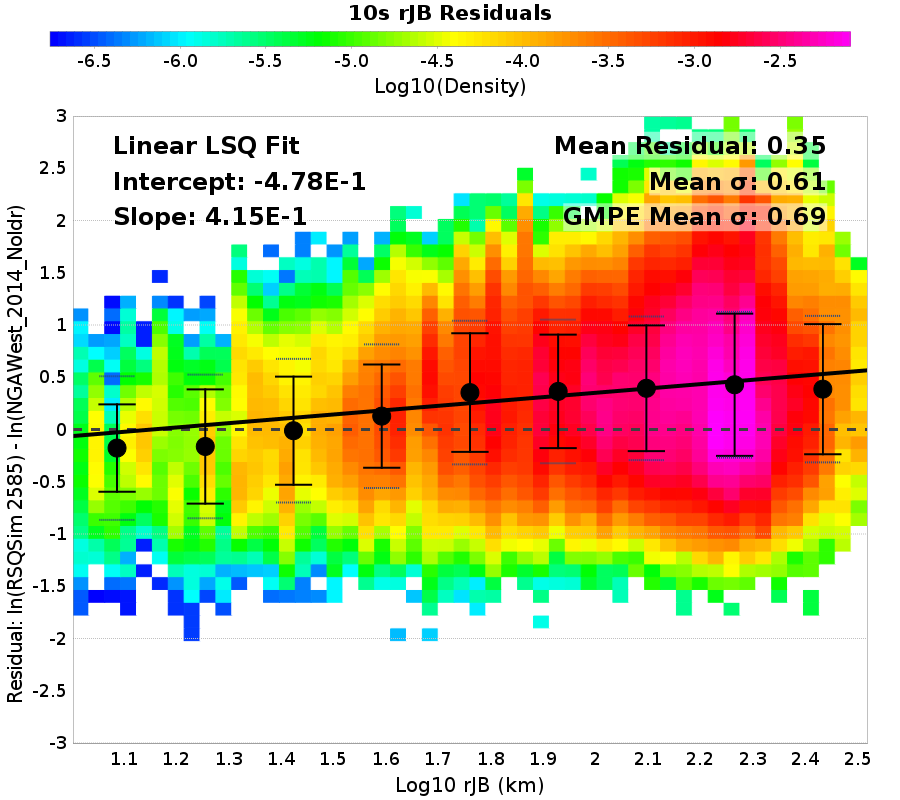 10s rJB Residuals
-6.5 -6.0 -5.5 -5.0 -4.5 -4.0 -3.5 -3.0 -2.5
Log10(Density)
Linear LSQ Fit
Intercept: -4.78E-1
Slope: 4.15E-1
Mean Residual: 0.35
Mean σ: 0.61
GMPE Mean σ: 0.69
Residual: ln(RSQSim 2585) - ln(NGAWest_2014_NoIdr)
3
2.5
2
1.5
1
0.5
0
-0.5
-1
-1.5
-2
-2.5
-3
1.1 1.2 1.3 1.4 1.5 1.6 1.7 1.8 1.9 2 2.1 2.2 2.3 2.4 2.5
Log10 rJB (km)